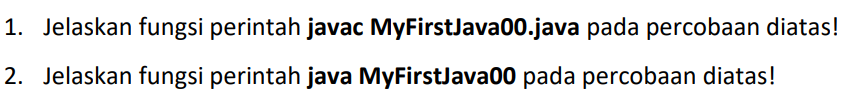 1. Jelaskan fungsi perintah javac MyFirstJava00.java pada percobaan diatas!
2. Jelaskan fungsi perintah java MyFirstJava00 pada percobaan diatas!